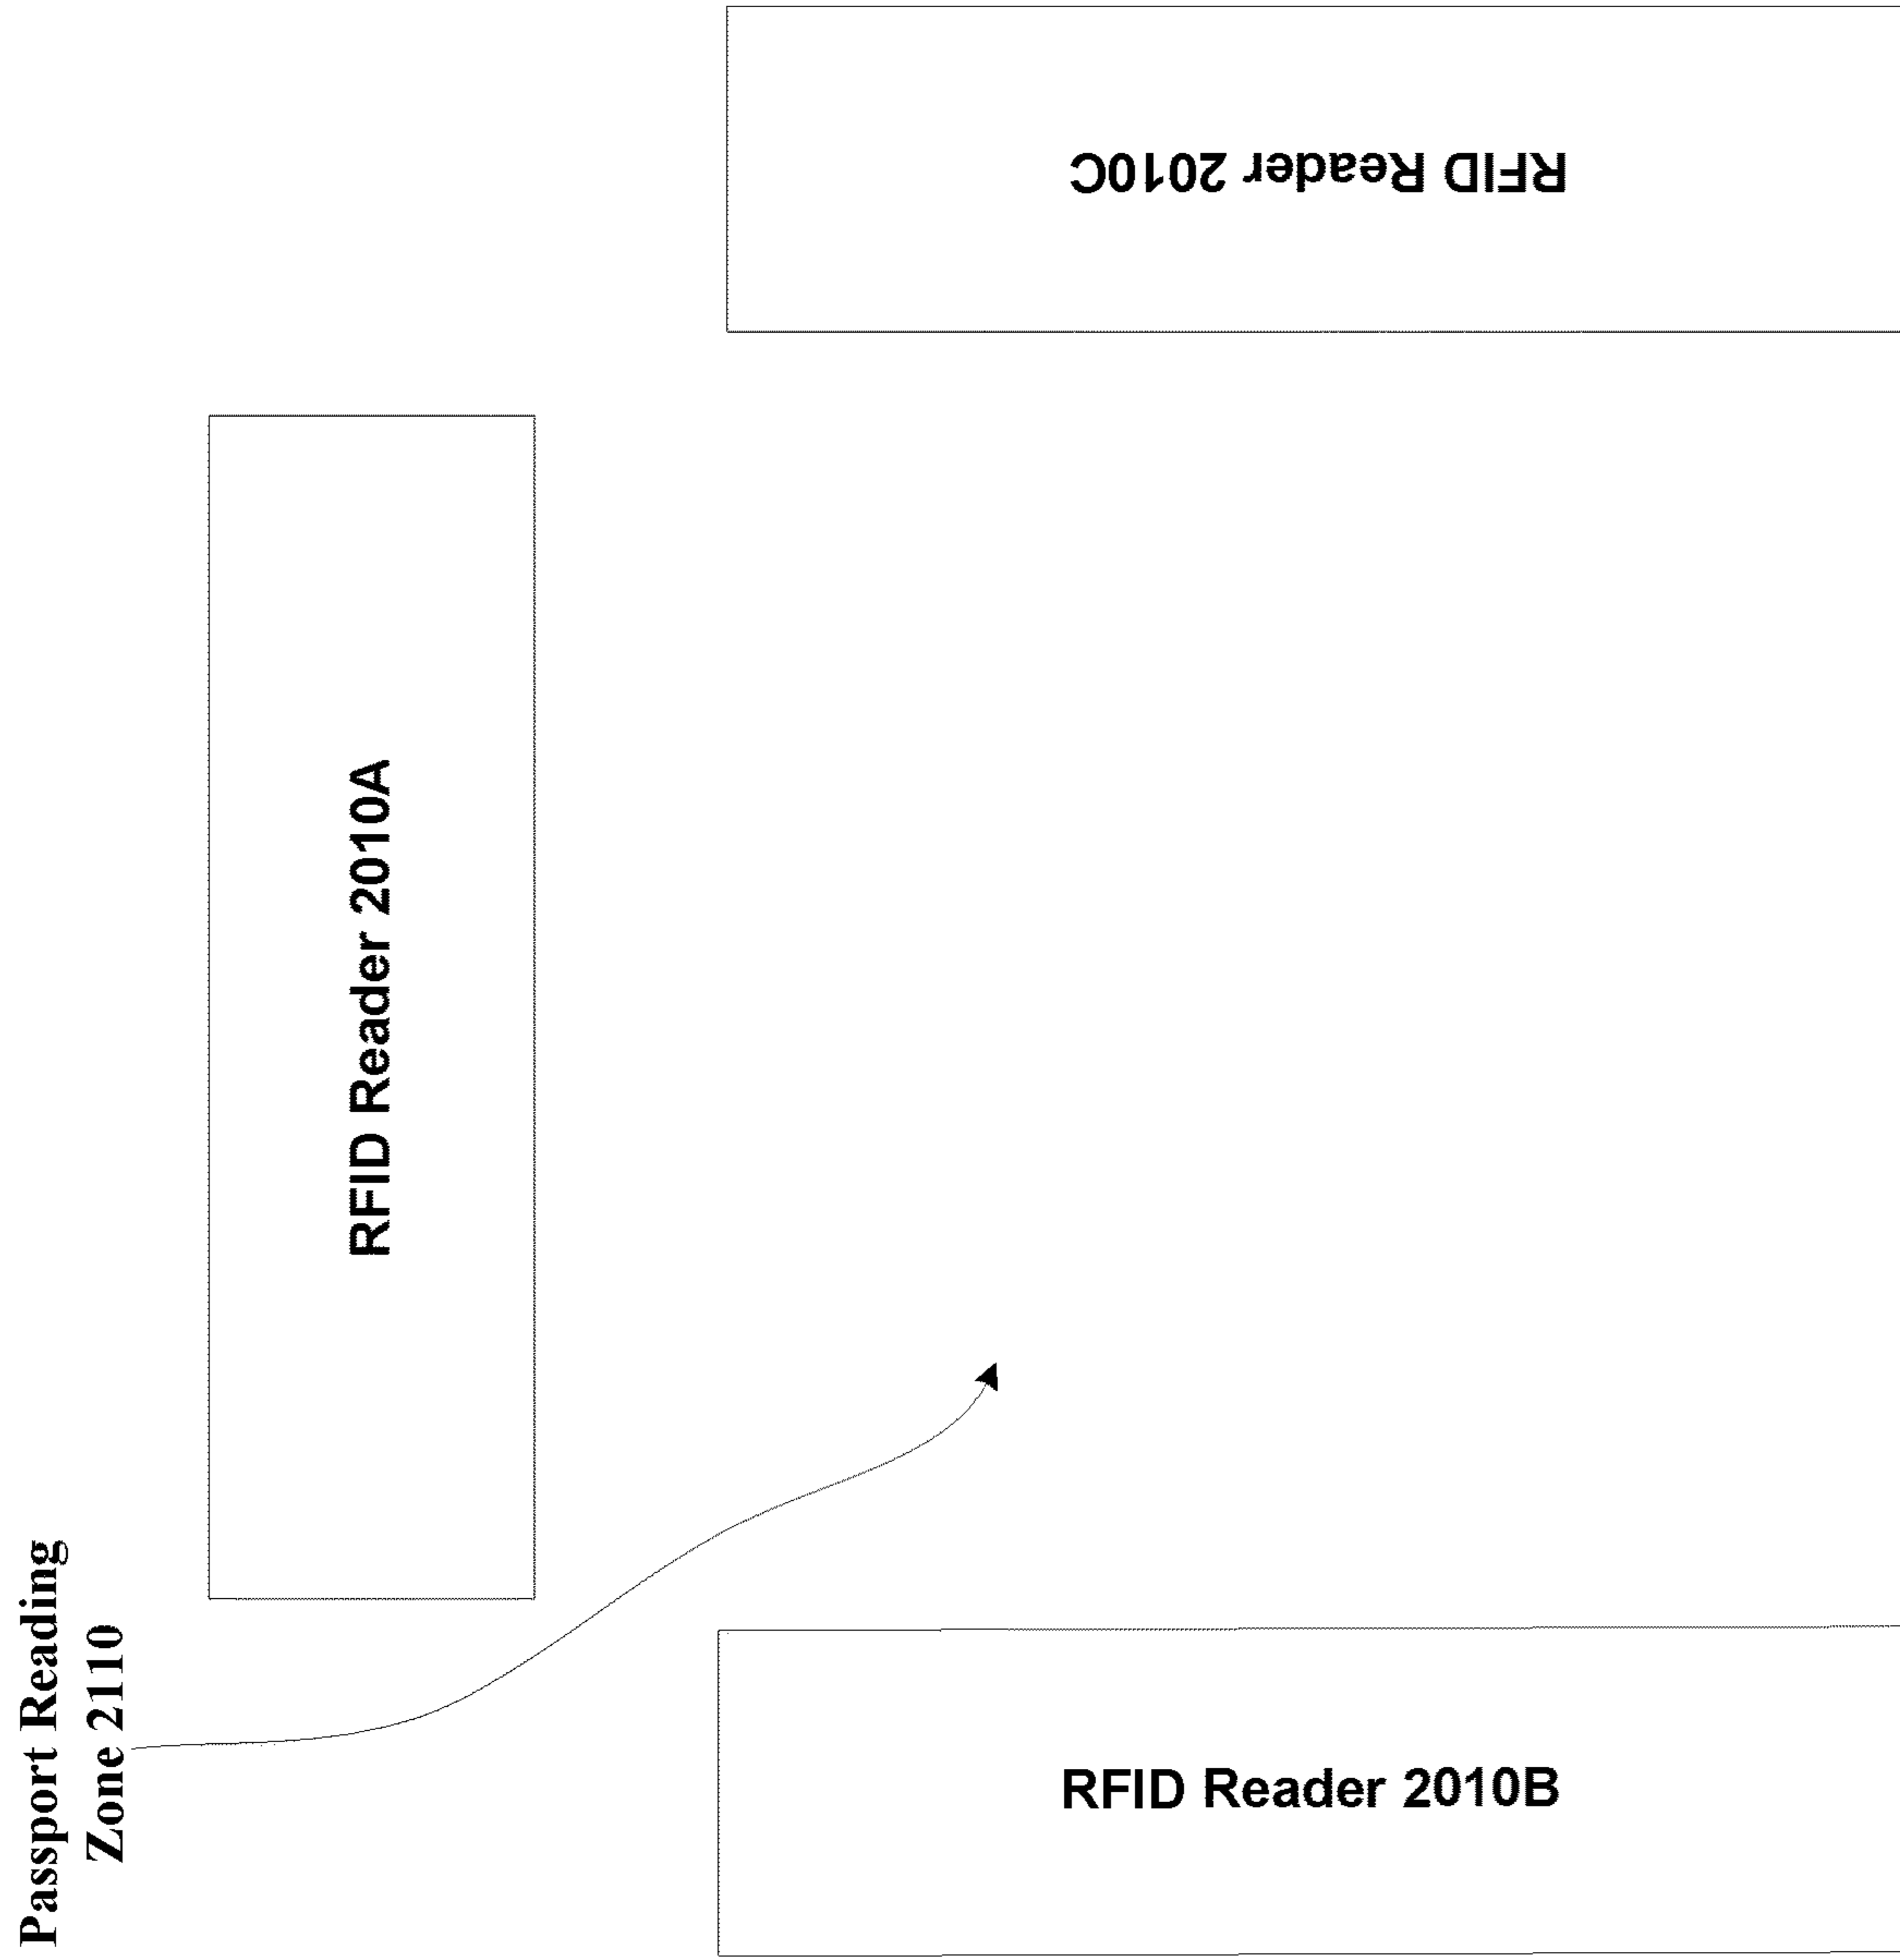 RFID Reader 2010C
RFID Reader 2010A
Passport Reading
Zone 2110
RFID Reader 2010B